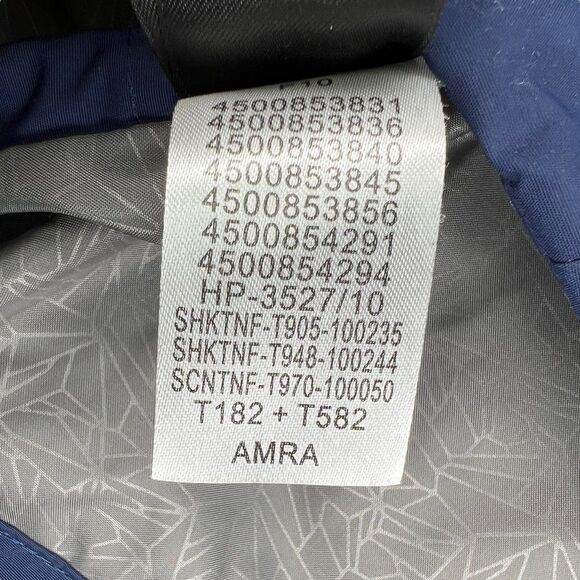 4500853831
4500853836
4500853840
4500853845
4500853856
4500854291
4500854294
HP-3527/10
SHKTNF-T905-100235
SHKTNF-T948-100244
SCNTNF-T970-100050
T182 + T582
AMRA